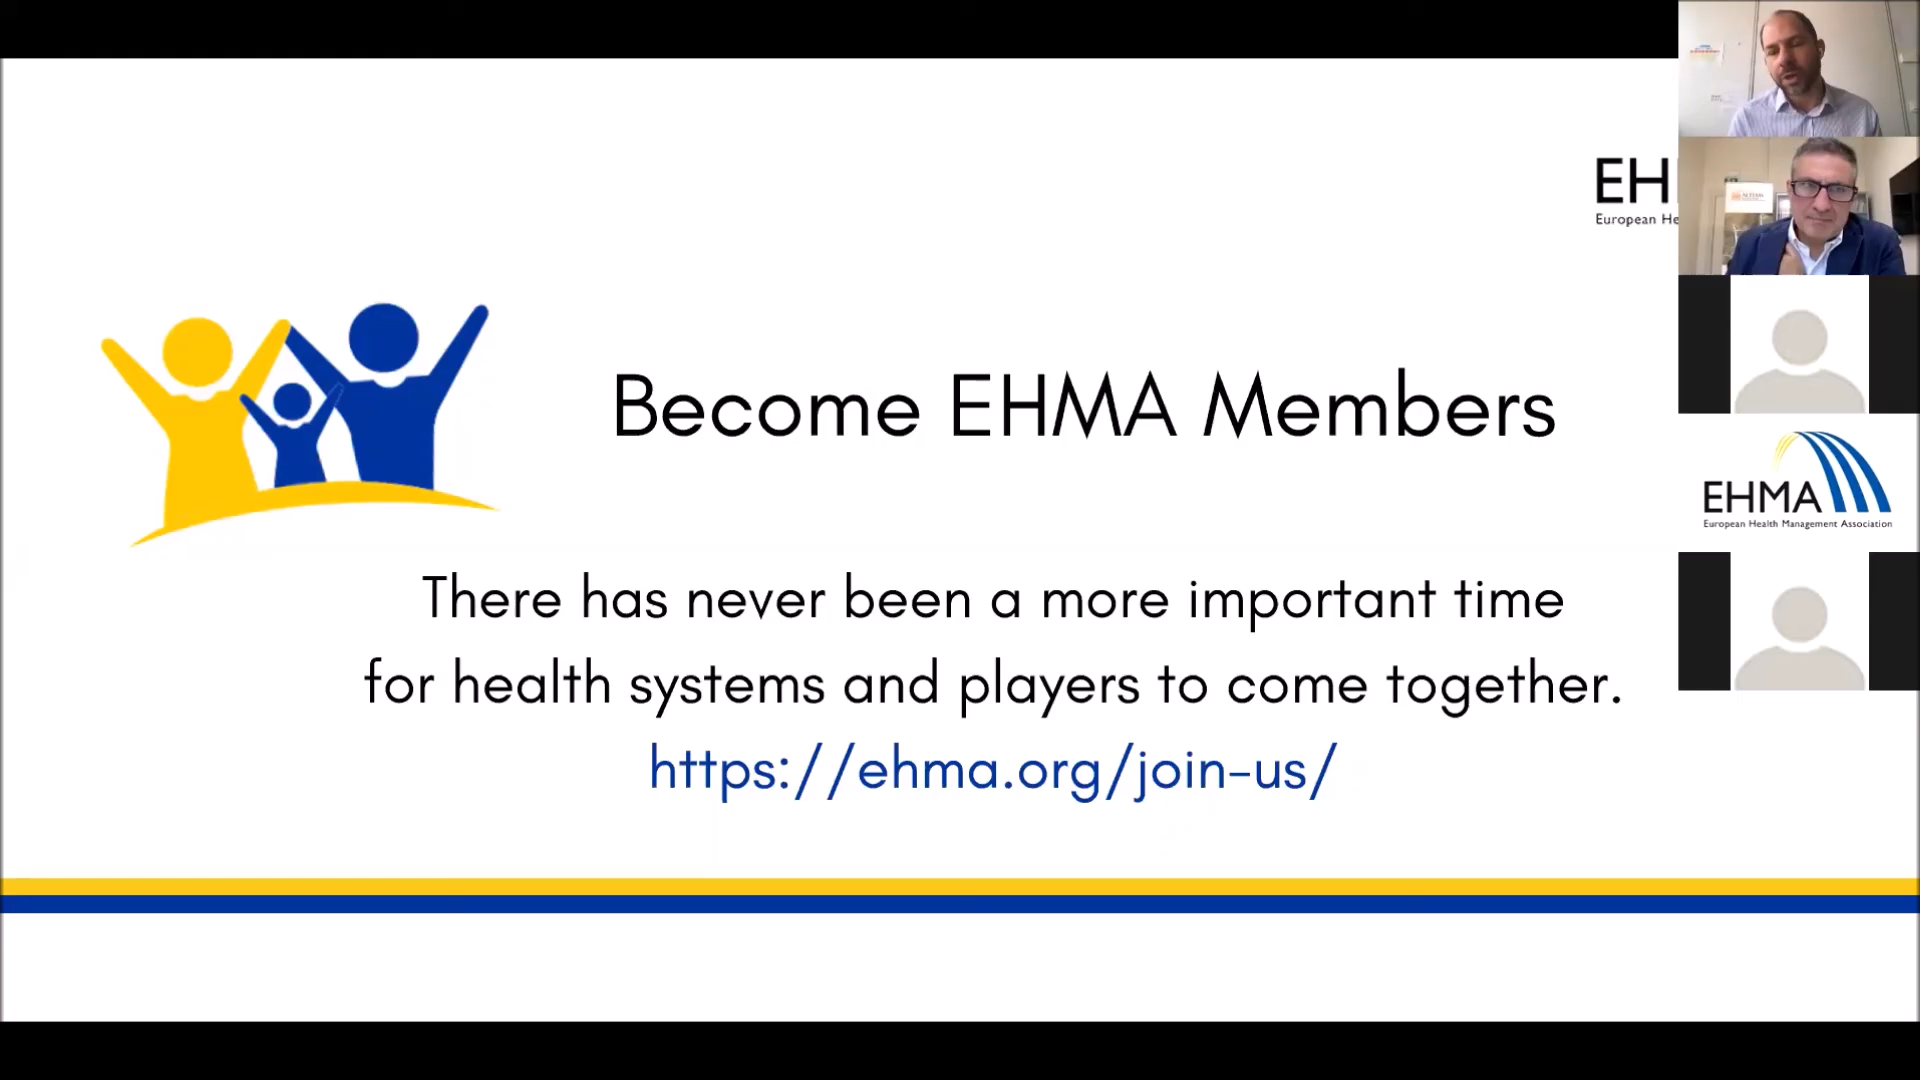 EH
European He
Become EHMA Members
There has never been a more important time
for health systems and players to come together.
https://ehma.org/join-us/
EHMA
European Health Management Association